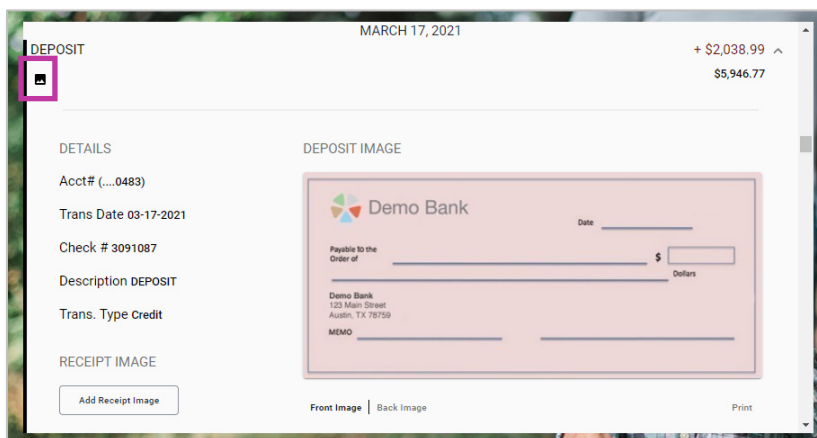 MARCH 17, 2021
DEPOSIT
+ $2,038.99
$5,946.77
DETAILS
Acct# (....0483)
Trans Date 03-17-2021
Check # 3091087
Description DEPOSIT
Trans. Type Credit
RECEIPT IMAGE
Add Receipt Image
DEPOSIT IMAGE
Demo Bank
Date
Payable to the
Order of
$
Dollars
Demo Bank
123 Main Street
Austin, TX 78759
MEMO
Front Image | Back Image
Print